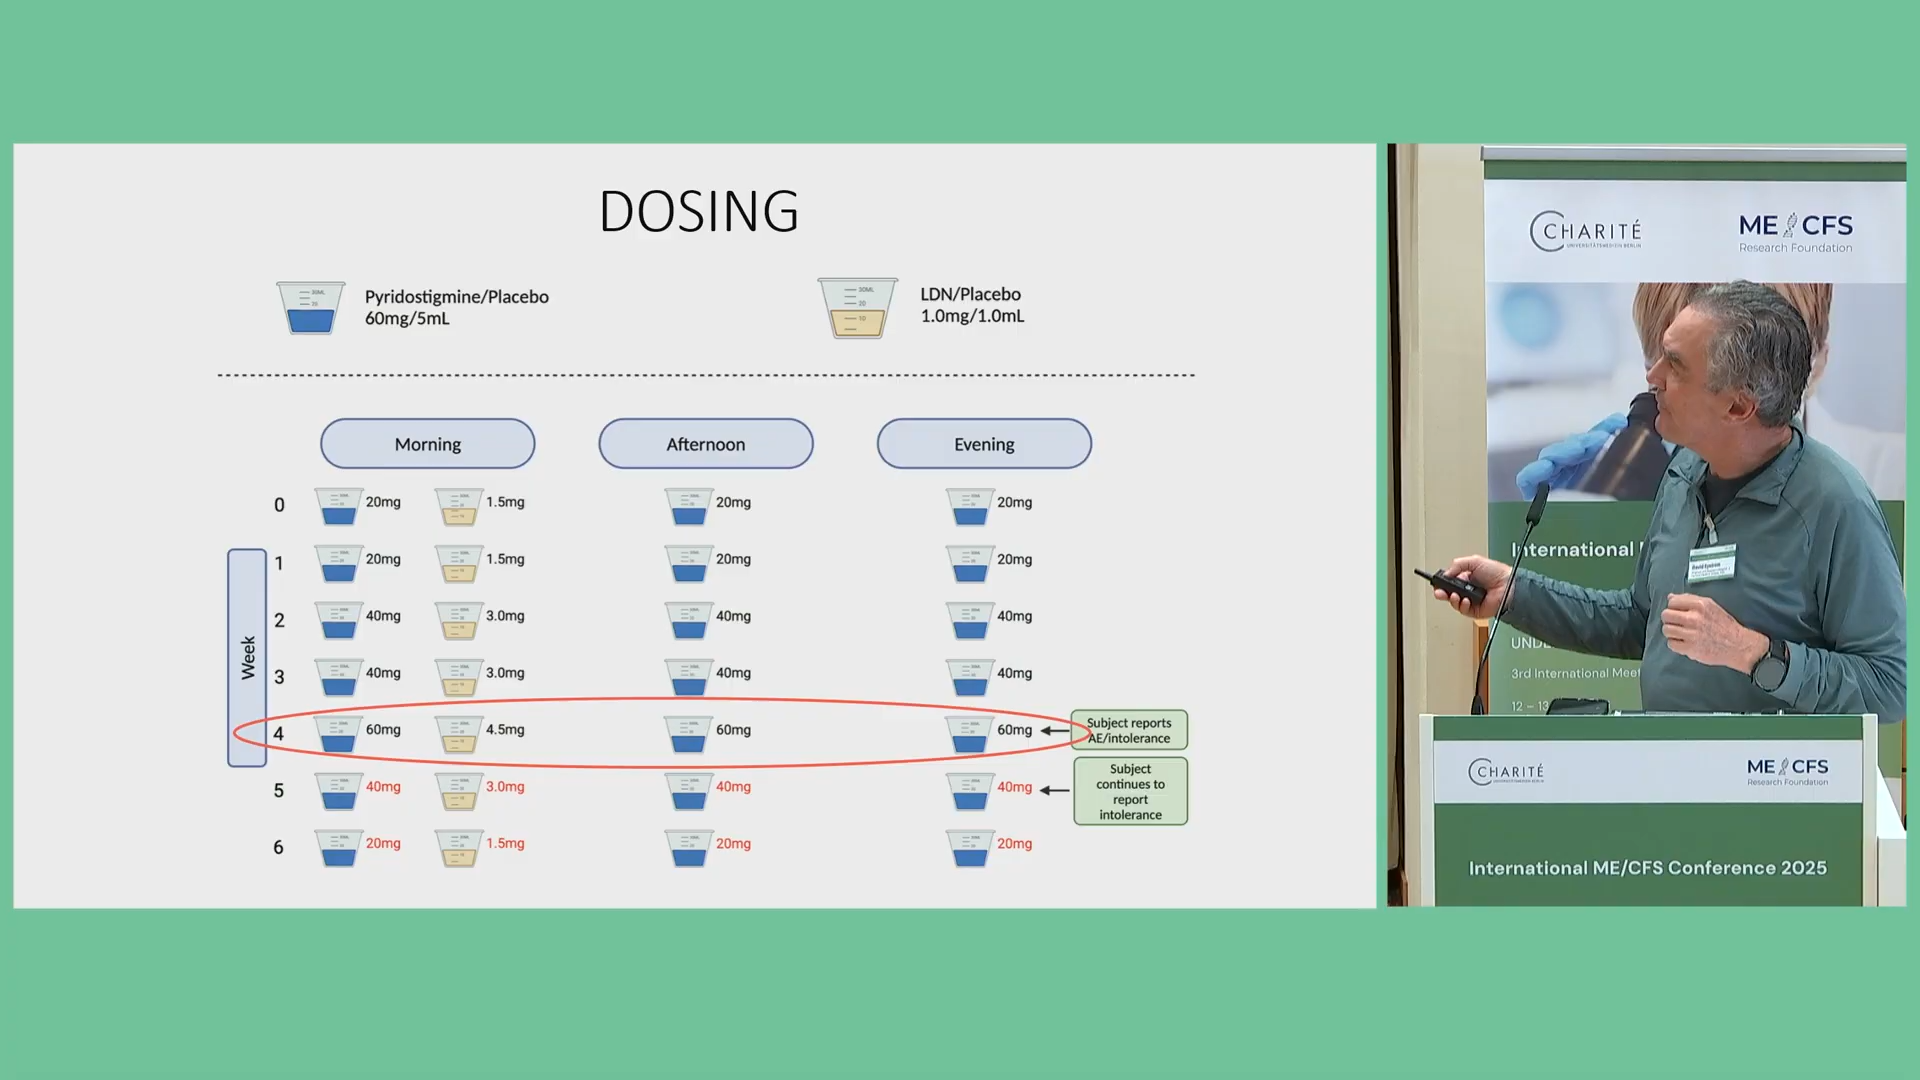 DOSING
Pyridostigmine/Placebo
60mg/5mL
LDN/Placebo
1.0mg/1.0mL
Morning
Afternoon
Evening
Week
0 20mg 1.5mg 20mg 20mg
1 20mg 1.5mg 20mg 20mg
2 40mg 3.0mg 40mg 40mg
3 40mg 3.0mg 40mg 40mg
4 60mg 4.5mg 60mg 60mg
Subject reports
AE/intolerance
5 40mg 3.0mg 40mg 40mg
Subject
continues to
report
intolerance
6 20mg 1.5mg 20mg 20mg
CHARITÉ
UNIVERSITÄTSMEDIZIN BERLIN
ME CFS
Research Foundation
International
3rd International Meet
12 – 13
CHARITÉ
ME CFS
Research Foundation
International ME/CFS Conference 2025